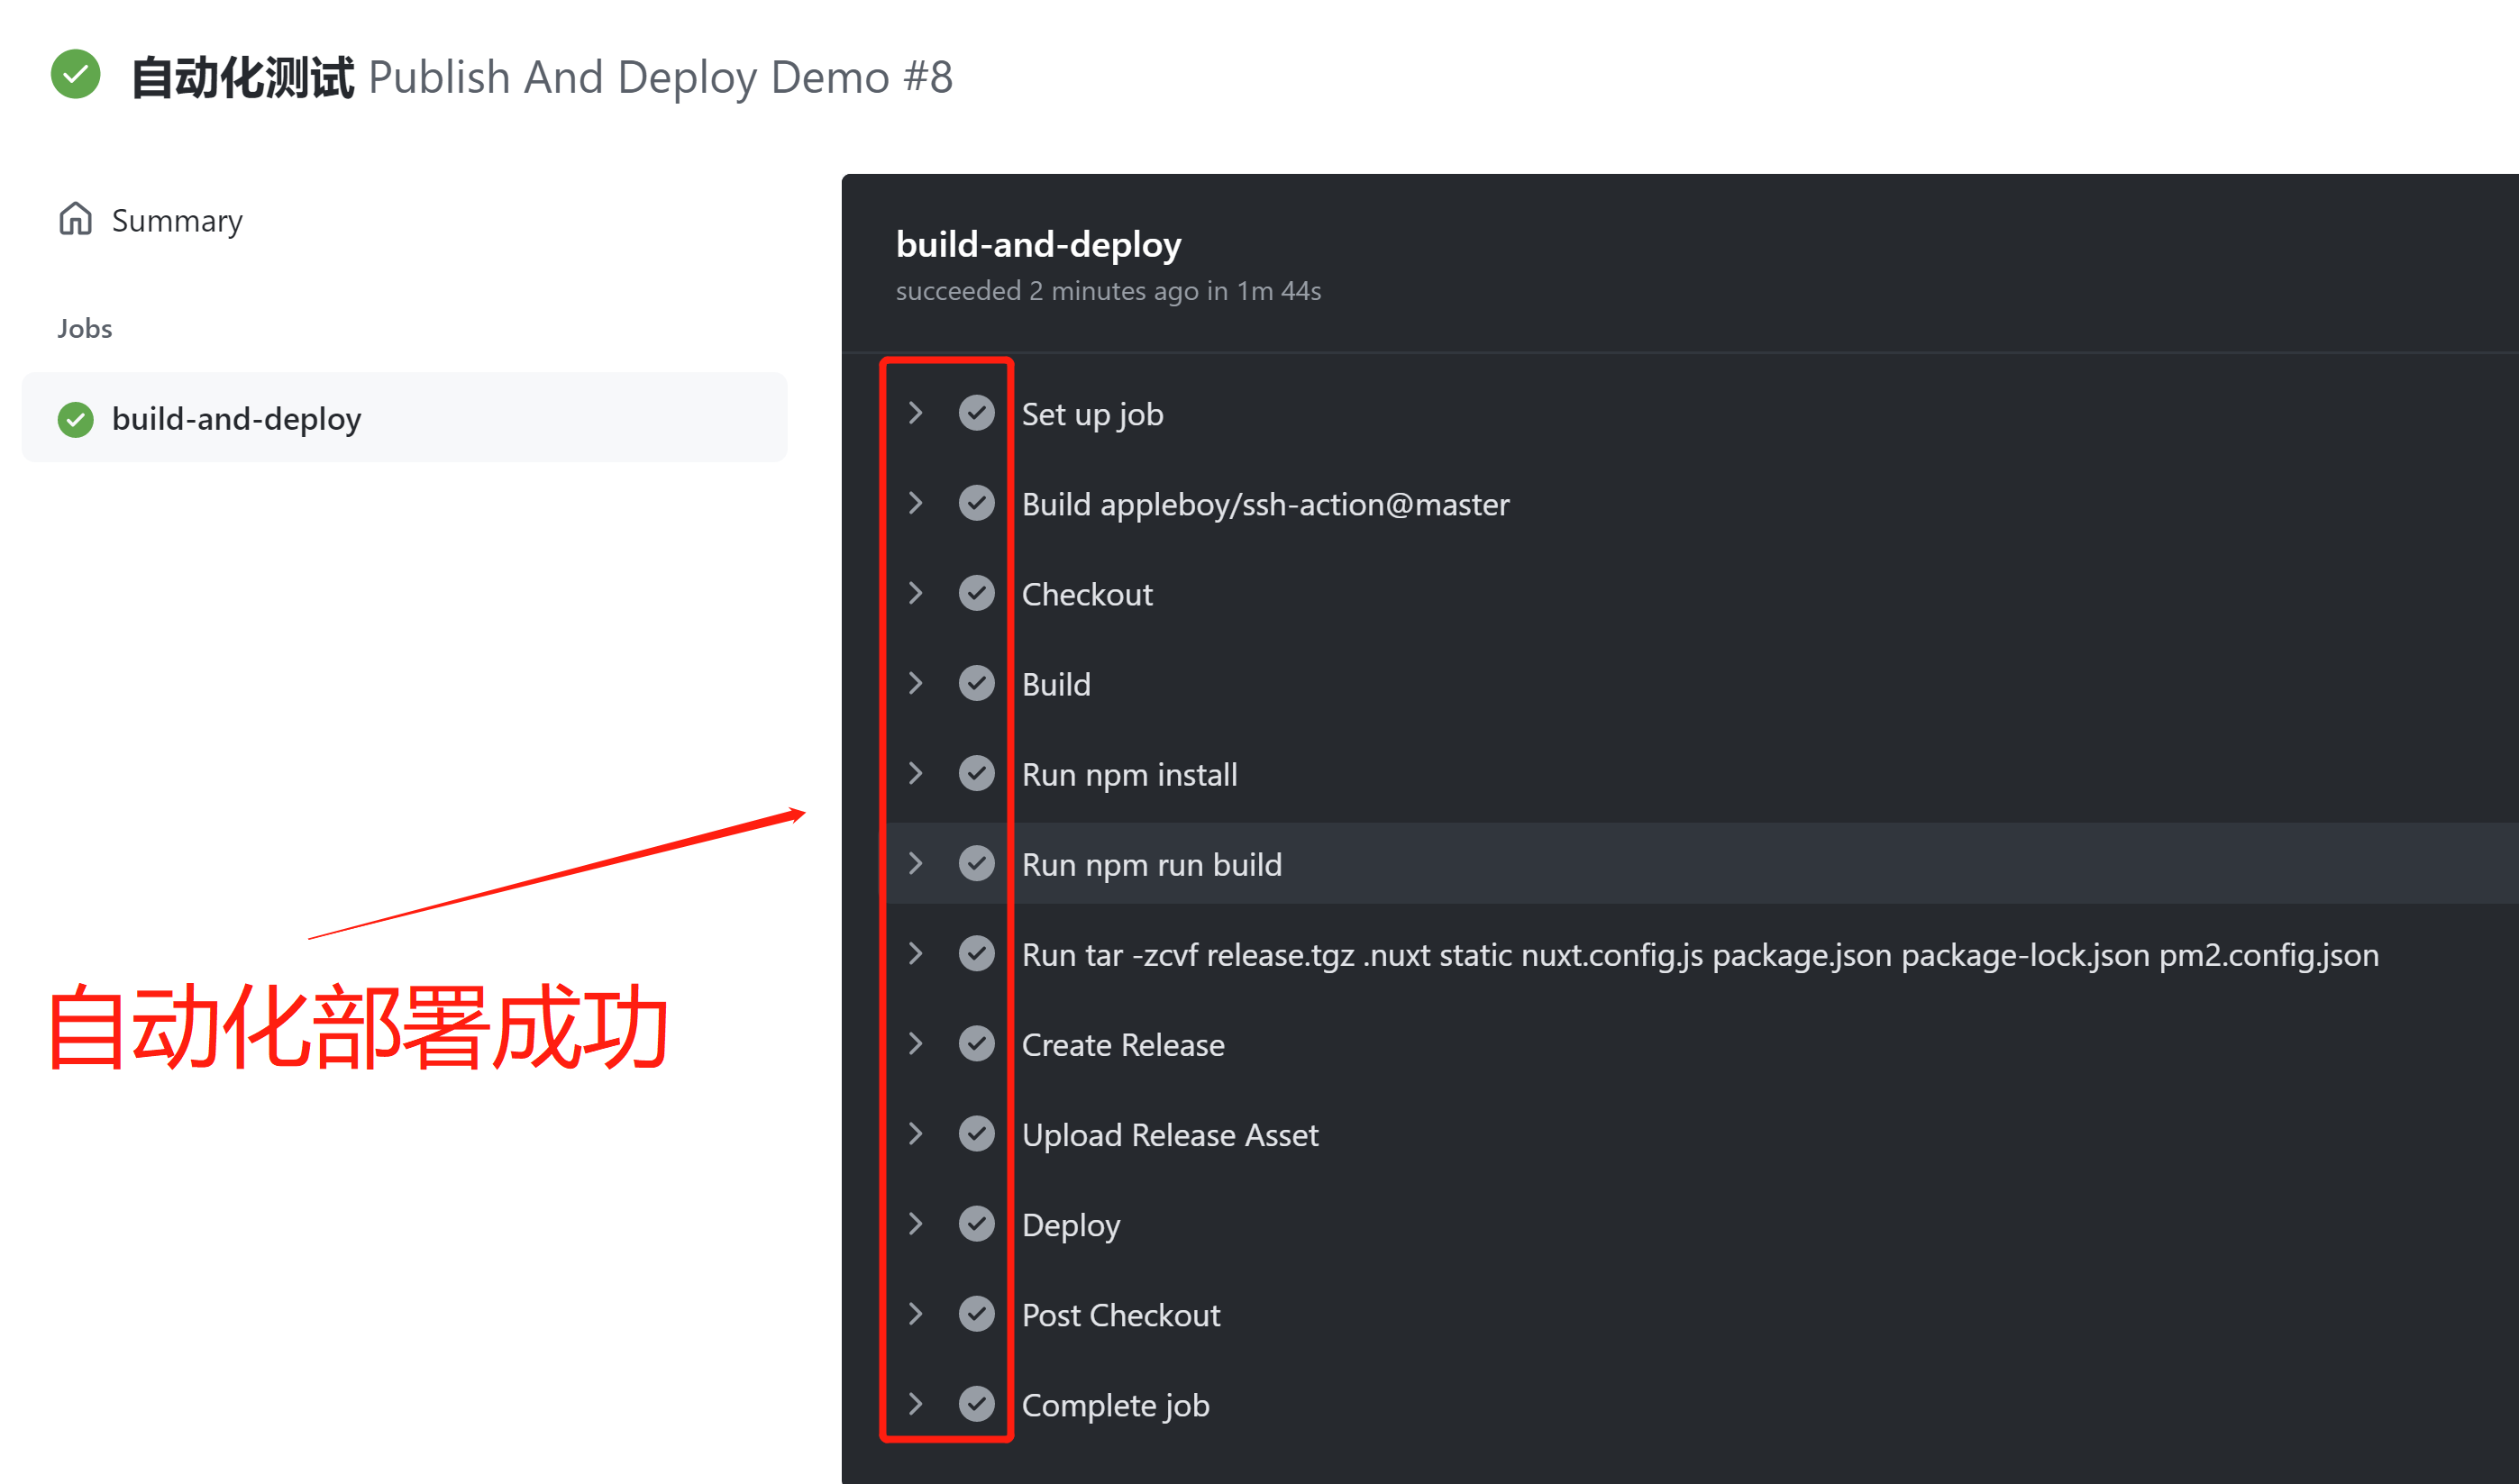 自动化测试 Publish And Deploy Demo #8
Summary
Jobs
build-and-deploy
自动化部署成功
build-and-deploy
succeeded 2 minutes ago in 1m 44s
Set up job
Build appleboy/ssh-action@master
Checkout
Build
Run npm install
Run npm run build
Run tar -zcvf release.tgz .nuxt static nuxt.config.js package.json package-lock.json pm2.config.json
Create Release
Upload Release Asset
Deploy
Post Checkout
Complete job